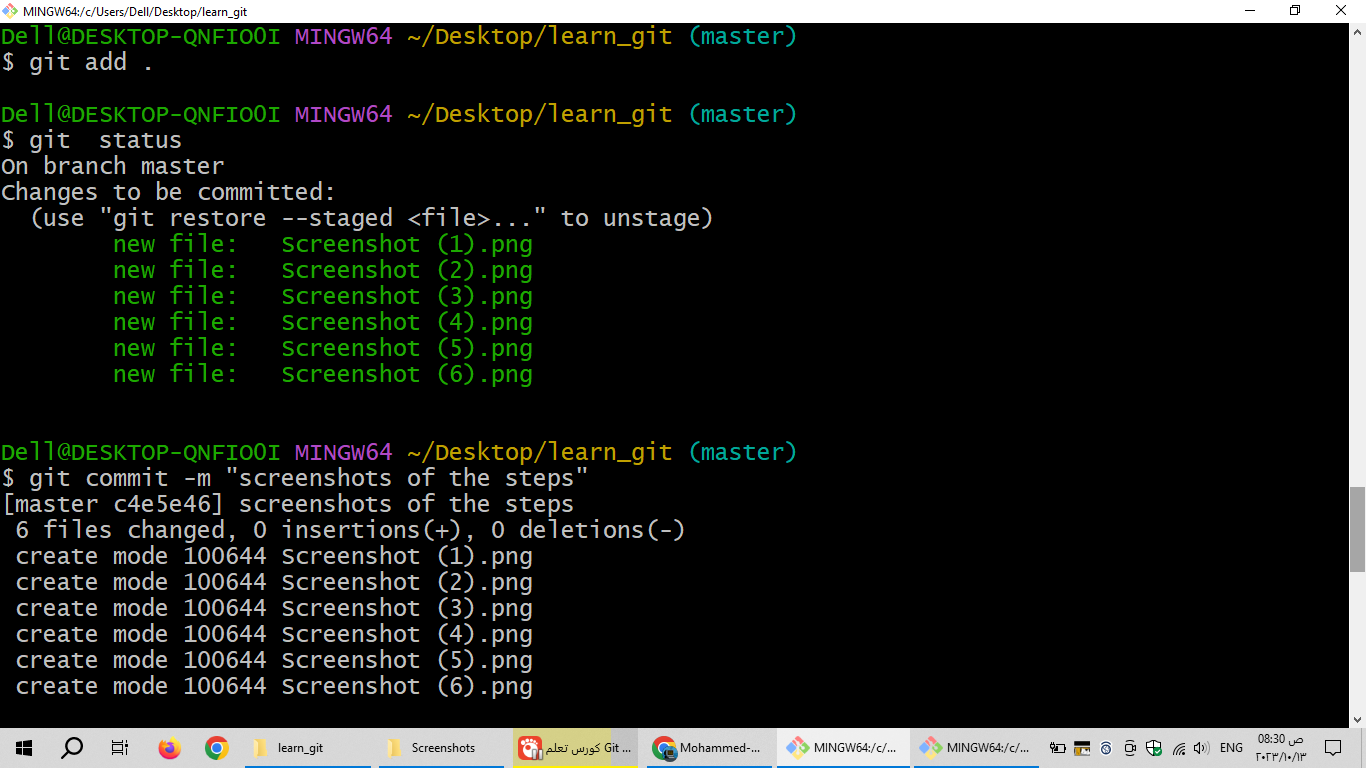 MINGW64:/c/Users/Dell/Desktop/learn_git
Dell@DESKTOP-QNFIO0I MINGW64 ~/Desktop/learn_git (master)
$ git add .
Dell@DESKTOP-QNFIO0I MINGW64 ~/Desktop/learn_git (master)
$ git  status
On branch master
Changes to be committed:
  (use "git restore --staged <file>..." to unstage)
        new file:   Screenshot (1).png
        new file:   Screenshot (2).png
        new file:   Screenshot (3).png
        new file:   Screenshot (4).png
        new file:   Screenshot (5).png
        new file:   Screenshot (6).png
Dell@DESKTOP-QNFIO0I MINGW64 ~/Desktop/learn_git (master)
$ git commit -m "screenshots of the steps"
[master c4e5e46] screenshots of the steps
 6 files changed, 0 insertions(+), 0 deletions(-)
 create mode 100644 Screenshot (1).png
 create mode 100644 Screenshot (2).png
 create mode 100644 Screenshot (3).png
 create mode 100644 Screenshot (4).png
 create mode 100644 Screenshot (5).png
 create mode 100644 Screenshot (6).png
learn_git
Screenshots
كورس تعلم Git ...
Mohammed-...
MINGW64:/c/...
MINGW64:/c/...
ENG
08:30 ص
٢٠٢٣/١٠/١٣